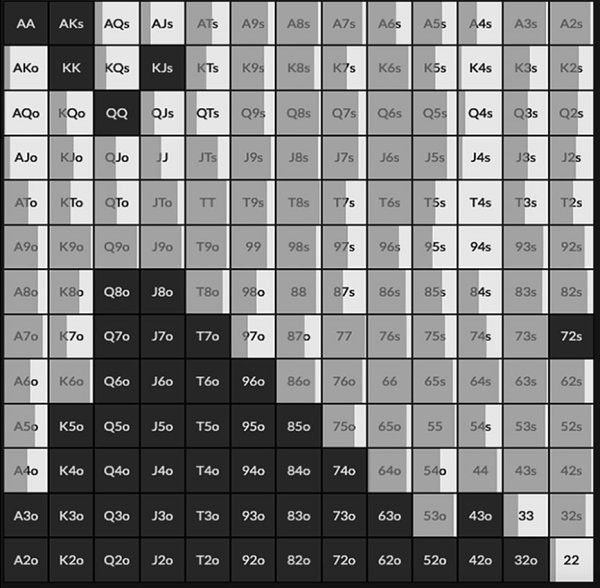 AA AKs AQs AJs ATs A9s A8s A7s A6s A5s A4s A3s A2s
AKo KK KQs KJs KTs K9s K8s K7s K6s K5s K4s K3s K2s
AQo KQo QQ QJs QTs Q9s Q8s Q7s Q6s Q5s Q4s Q3s Q2s
AJo KJo QJo JJ JTs J9s J8s J7s J6s J5s J4s J3s J2s
ATo KTo QTo JTo TT T9s T8s T7s T6s T5s T4s T3s T2s
A9o K9o Q9o J9o T9o 99 98s 97s 96s 95s 94s 93s 92s
A8o K8o Q8o J8o T8o 98o 88 87s 86s 85s 84s 83s 82s
A7o K7o Q7o J7o T7o 97o 87o 77 76s 75s 74s 73s 72s
A6o K6o Q6o J6o T6o 96o 86o 76o 66 65s 64s 63s 62s
A5o K5o Q5o J5o T5o 95o 85o 75o 65o 55 54s 53s 52s
A4o K4o Q4o J4o T4o 94o 84o 74o 64o 54o 44 43s 42s
A3o K3o Q3o J3o T3o 93o 83o 73o 63o 53o 43o 33 32s
A2o K2o Q2o J2o T2o 92o 82o 72o 62o 52o 42o 32o 22